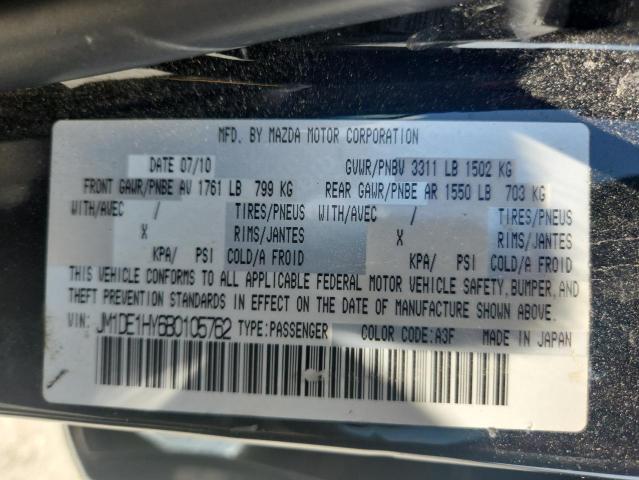 MFD. BY MAZDA MOTOR CORPORATION
DATE 07/10 GVWR/PNBV 3311 LB 1502 KG
FRONT GAWR/PNBE AV 1761 LB 799 KG REAR GAWR/PNBE AR 1550 LB 703 KG
WITH/AVEC / TIRES/PNEUS WITH/AVEC / TIRES/PNEUS
X RIMS/JANTES X RIMS/JANTES
KPA/ PSI COLD/A FROID KPA/ PSI COLD/A FROID
THIS VEHICLE CONFORMS TO ALL APPLICABLE FEDERAL MOTOR VEHICLE SAFETY,BUMPER,AND
THEFT PREVENTION STANDARDS IN EFFECT ON THE DATE OF MANUFACTURE SHOWN ABOVE.
VIN: JM1DE1HY6B0105762 TYPE:PASSENGER COLOR CODE: A3F MADE IN JAPAN